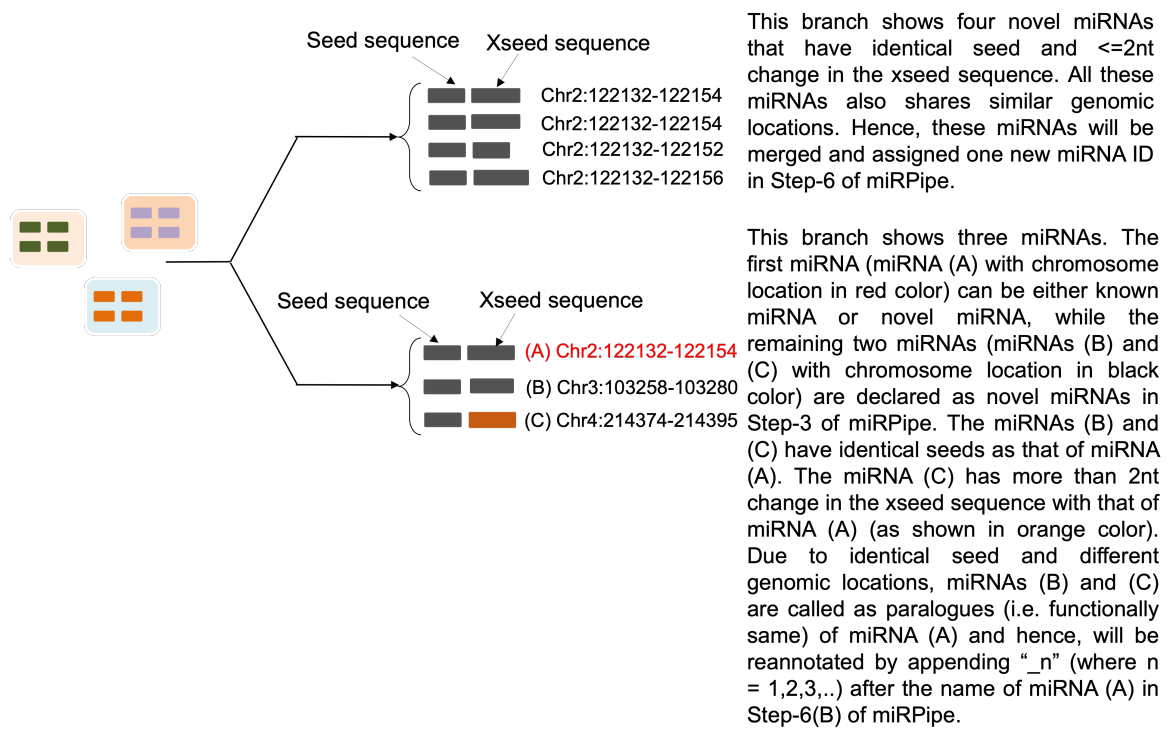 Seed sequence
Xseed sequence
Chr2:122132-122154
Chr2:122132-122154
Chr2:122132-122152
Chr2:122132-122156
This branch shows four novel miRNAs
that have identical seed and <=2nt
change in the xseed sequence. All these
miRNAs also shares similar genomic
locations. Hence, these miRNAs will be
merged and assigned one new miRNA ID
in Step-6 of miRPipe.
Seed sequence
Xseed sequence
(A) Chr2:122132-122154
(B) Chr3:103258-103280
(C) Chr4:214374-214395
This branch shows three miRNAs. The
first miRNA (miRNA (A) with chromosome
location in red color) can be either known
miRNA or novel miRNA, while the
remaining two miRNAs (miRNAs (B) and
(C) with chromosome location in black
color) are declared as novel miRNAs in
Step-3 of miRPipe. The miRNAs (B) and
(C) have identical seeds as that of miRNA
(A). The miRNA (C) has more than 2nt
change in the xseed sequence with that of
miRNA (A) (as shown in orange color).
Due to identical seed and different
genomic locations, miRNAs (B) and (C)
are called as paralogues (i.e. functionally
same) of miRNA (A) and hence, will be
reannotated by appending “_n” (where n
= 1,2,3,..) after the name of miRNA (A) in
Step-6(B) of miRPipe.